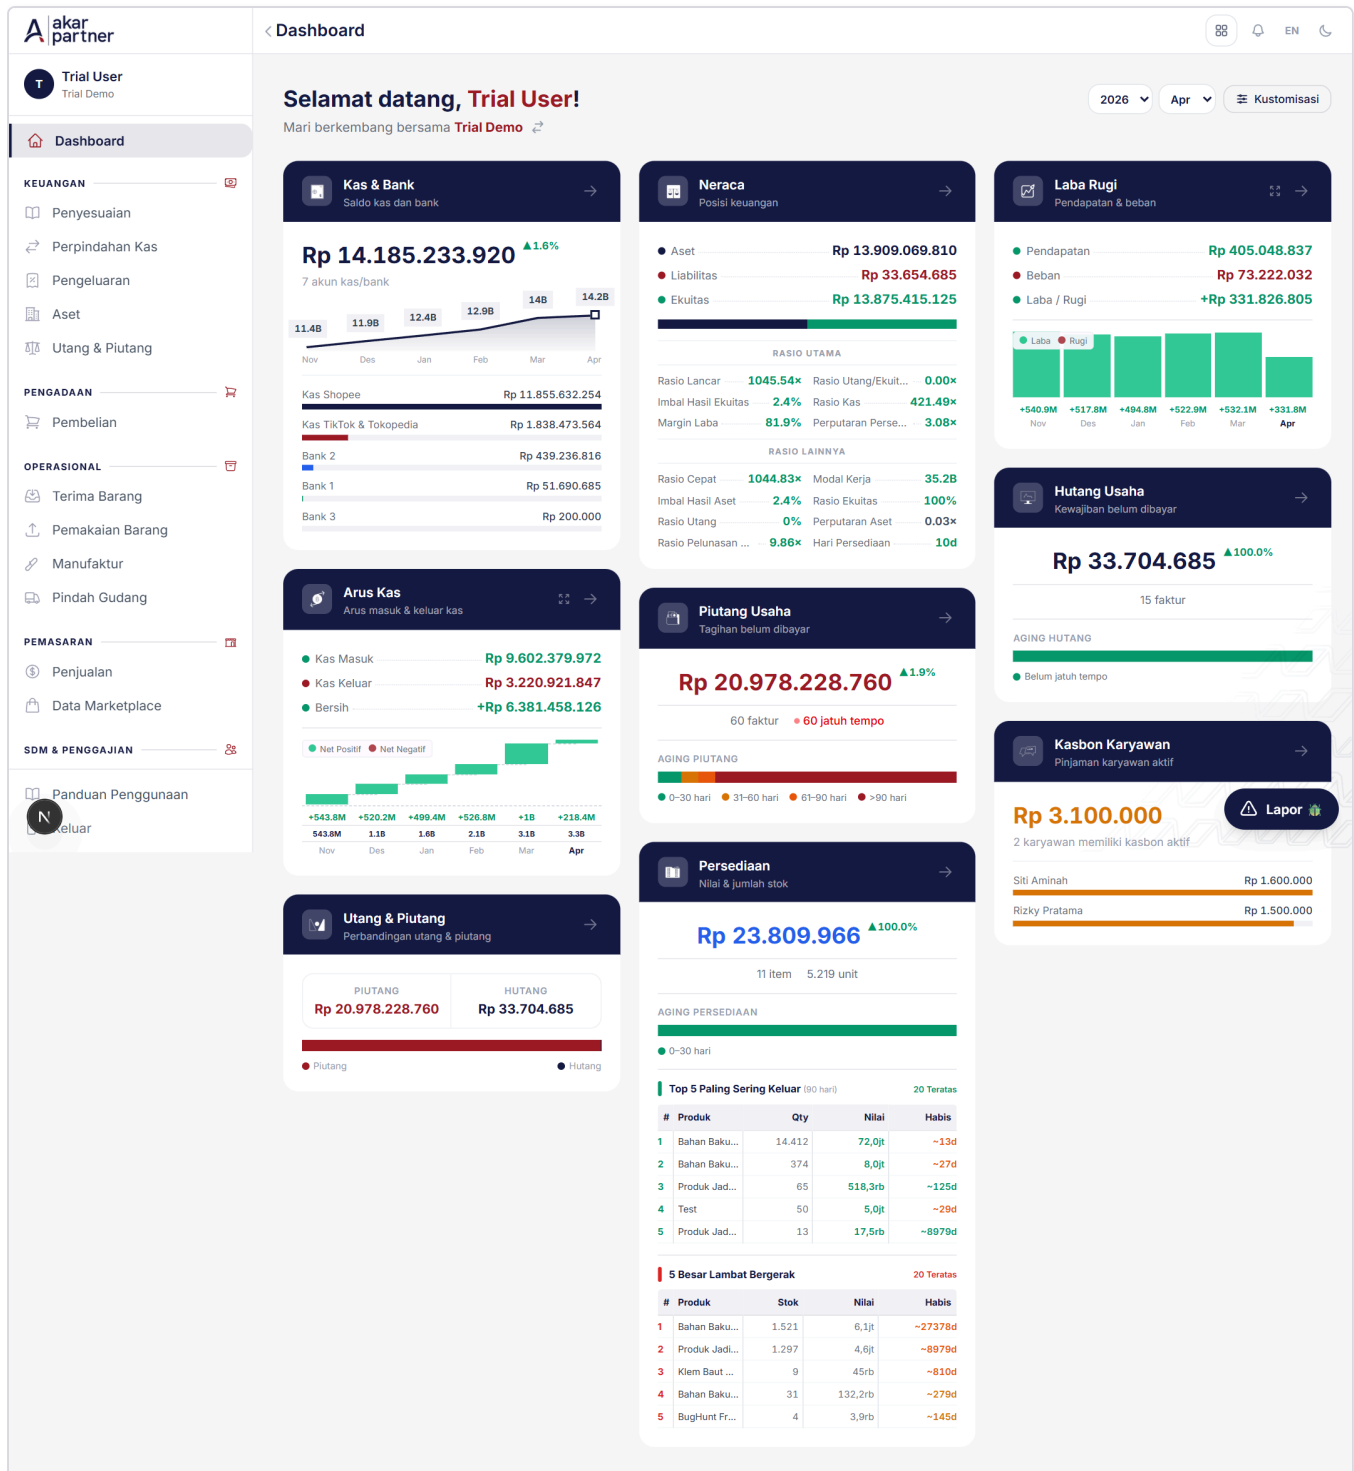 akar
partner
Dashboard
EN
T
Trial User
Trial Demo
Dashboard
KEUANGAN
Penyesuaian
Perpindahan Kas
Pengeluaran
Aset
Utang & Piutang
PENGADAAN
Pembelian
OPERASIONAL
Terima Barang
Pemakaian Barang
Manufaktur
Pindah Gudang
PEMASARAN
Penjualan
Data Marketplace
SDM & PENGGAJIAN
Panduan Penggunaan
N
eluar
Selamat datang, Trial User!
Mari berkembang bersama Trial Demo
2026
Apr
Kustomisasi
Kas & Bank
Saldo kas dan bank
Rp 14.185.233.920 ▲1.6%
7 akun kas/bank
11.4B 11.9B 12.4B 12.9B 14B 14.2B
Nov Des Jan Feb Mar Apr
Kas Shopee Rp 11.855.632.254
Kas TikTok & Tokopedia Rp 1.838.473.564
Bank 2 Rp 439.236.816
Bank 1 Rp 51.690.685
Bank 3 Rp 200.000
Arus Kas
Arus masuk & keluar kas
Kas Masuk Rp 9.602.379.972
Kas Keluar Rp 3.220.921.847
Bersih +Rp 6.381.458.126
Net Positif Net Negatif
+543.8M +520.2M +499.4M +526.8M +1B +218.4M
543.8M 1.1B 1.6B 2.1B 3.1B 3.3B
Nov Des Jan Feb Mar Apr
Utang & Piutang
Perbandingan utang & piutang
PIUTANG HUTANG
Rp 20.978.228.760 Rp 33.704.685
Piutang Hutang
Neraca
Posisi keuangan
Aset Rp 13.909.069.810
Liabilitas Rp 33.654.685
Ekuitas Rp 13.875.415.125
RASIO UTAMA
Rasio Lancar 1045.54× Rasio Utang/Ekuit... 0.00×
Imbal Hasil Ekuitas 2.4% Rasio Kas 421.49×
Margin Laba 81.9% Perputaran Perse... 3.08×
RASIO LAINNYA
Rasio Cepat 1044.83× Modal Kerja 35.2B
Imbal Hasil Aset 2.4% Rasio Ekuitas 100%
Rasio Utang 0% Perputaran Aset 0.03×
Rasio Pelunasan ... 9.86× Hari Persediaan 10d
Piutang Usaha
Tagihan belum dibayar
Rp 20.978.228.760 ▲1.9%
60 faktur 60 jatuh tempo
AGING PIUTANG
0–30 hari 31–60 hari 61–90 hari >90 hari
Persediaan
Nilai & jumlah stok
Rp 23.809.966 ▲100.0%
11 item 5.219 unit
AGING PERSEDIAAN
0–30 hari
Top 5 Paling Sering Keluar (90 hari) 20 Teratas
# Produk Qty Nilai Habis
1 Bahan Baku... 14.412 72,0jt ~13d
2 Bahan Baku... 374 8,0jt ~27d
3 Produk Jad... 65 518,3rb ~125d
4 Test 50 5,0jt ~29d
5 Produk Jad... 13 17,5rb ~8979d
5 Besar Lambat Bergerak 20 Teratas
# Produk Stok Nilai Habis
1 Bahan Baku... 1.521 6,1jt ~27378d
2 Produk Jadi... 1.297 4,6jt ~8979d
3 Klem Baut ... 9 45rb ~810d
4 Bahan Baku... 31 132,2rb ~279d
5 BugHunt Fr... 4 3,9rb ~145d
Laba Rugi
Pendapatan & beban
Pendapatan Rp 405.048.837
Beban Rp 73.222.032
Laba / Rugi +Rp 331.826.805
Laba Rugi
+540.9M +517.8M +494.8M +522.9M +532.1M +331.8M
Nov Des Jan Feb Mar Apr
Hutang Usaha
Kewajiban belum dibayar
Rp 33.704.685 ▲100.0%
15 faktur
AGING HUTANG
Belum jatuh tempo
Kasbon Karyawan
Pinjaman karyawan aktif
Rp 3.100.000
Lapor
2 karyawan memiliki kasbon aktif
Siti Aminah Rp 1.600.000
Rizky Pratama Rp 1.500.000